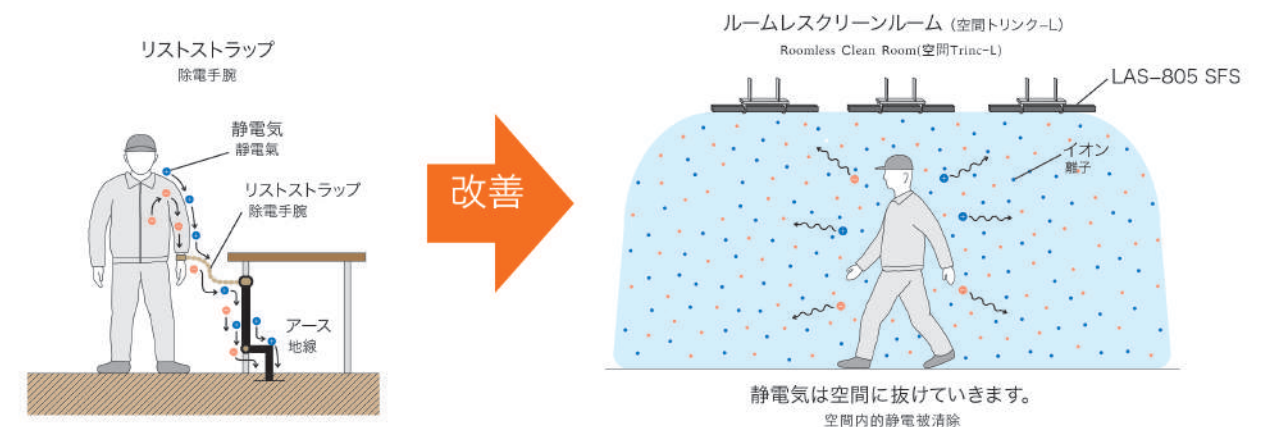 リストストラップ
除電手腕
静電気
靜電氣
リストストラップ
除電手腕
アース
地線
改善
ルームレスクリーンルーム (空間トリンク-L)
Roomless Clean Room(空間Trinc-L)
LAS-805 SFS
イオン
離子
静電気は空間に抜けていきます。
空間内的静電被清除